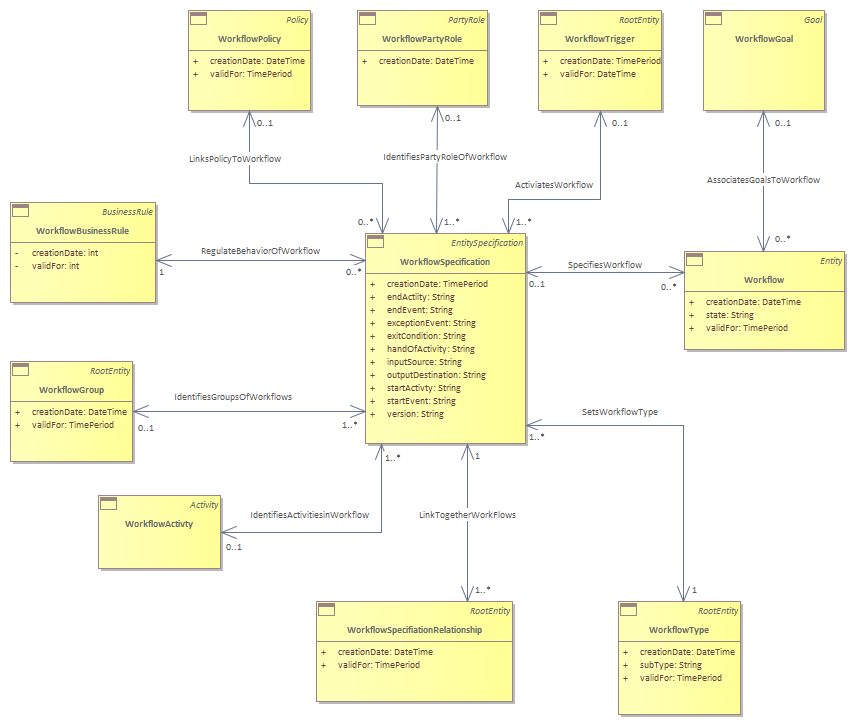 Policy
WorkflowPolicy
+ creationDate: DateTime
+ validFor: TimePeriod
PartyRole
WorkflowPartyRole
+ creationDate: DateTime
RootEntity
WorkflowTrigger
+ creationDate: TimePeriod
+ validFor: DateTime
Goal
WorkflowGoal
0..1
0..1
0..1
0..1
LinksPolicyToWorkflow
IdentifiesPartyRoleOfWorkflow
ActiviatesWorkflow
AssociatesGoalsToWorkflow
0..*
1..*
1..*
0..*
BusinessRule
WorkflowBusinessRule
- creationDate: int
- validFor: int
RegulateBehaviorOfWorkflow
1
0..*
EntitySpecification
WorkflowSpecification
+ creationDate: TimePeriod
+ endActiity: String
+ endEvent: String
+ exceptionEvent: String
+ exitCondition: String
+ handOfActivity: String
+ inputSource: String
+ outputDestination: String
+ startActivty: String
+ startEvent: String
+ version: String
SpecifiesWorkflow
0..1
0..*
Entity
Workflow
+ creationDate: DateTime
+ state: String
+ validFor: TimePeriod
RootEntity
WorkflowGroup
+ creationDate: DateTime
+ validFor: TimePeriod
IdentifiesGroupsOfWorkflows
0..1
1..*
SetsWorkflowType
1..*
1
Activity
WorkflowActivty
IdentifiesActivitiesinWorkflow
1..*
0..1
1
LinkTogetherWorkFlows
1..*
RootEntity
WorkflowSpecifiationRelationship
+ creationDate: DateTime
+ validFor: TimePeriod
RootEntity
WorkflowType
+ creationDate: DateTime
+ subType: String
+ validFor: TimePeriod